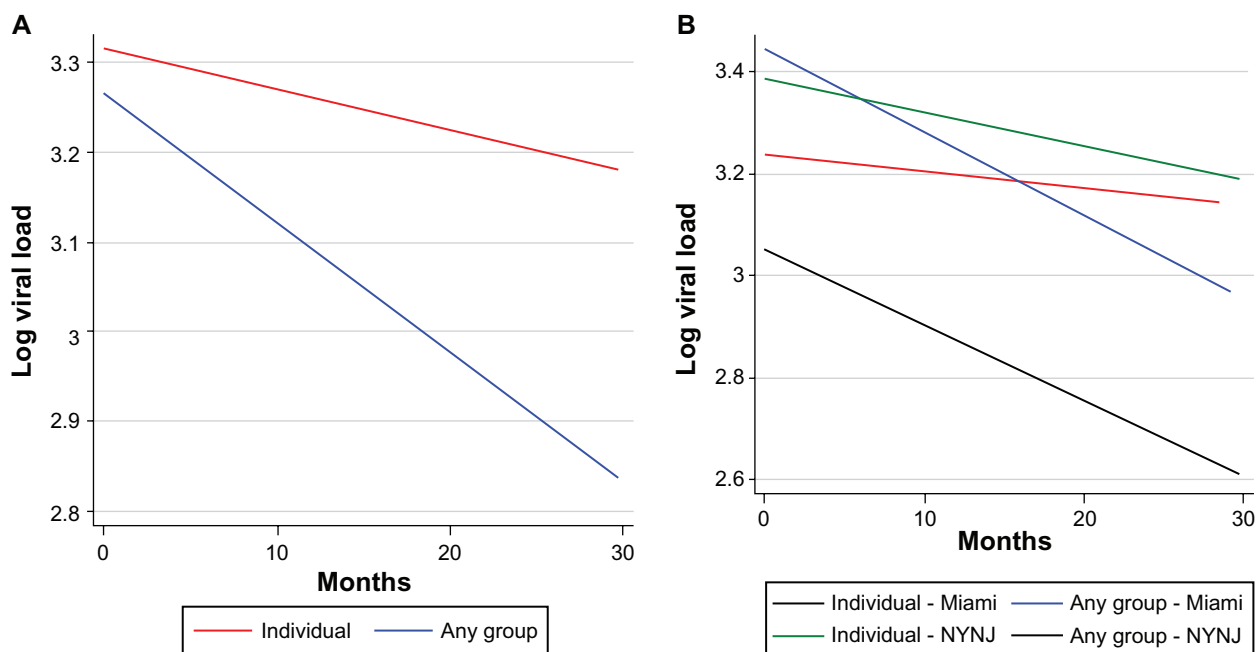 A
Log viral load
3.3
3.2
3.1
3
2.9
2.8
0 10 20 30
Months
Individual Any group
B
Log viral load
3.4
3.2
3
2.8
2.6
0 10 20 30
Months
Individual - Miami Any group - Miami
Individual - NYNJ Any group - NYNJ